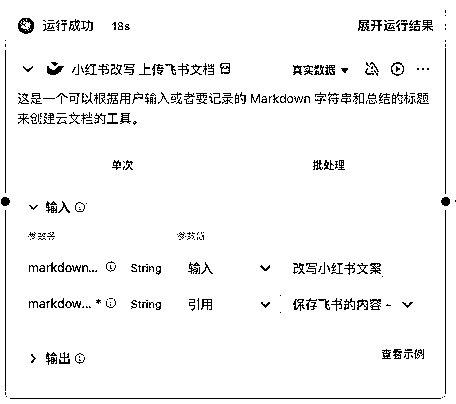 运行成功 18s 展开运行结果
小红书改写 上传飞书文档 真实数据
这是一个可以根据用户输入或者要记录的 Markdown 字符串和总结的标题
来创建云文档的工具。
单次 批处理
输入
参数名 参数值
markdown... String 输入 改写小红书文案
markdow... * String 引用 保存飞书的内容 -
输出 查看示例